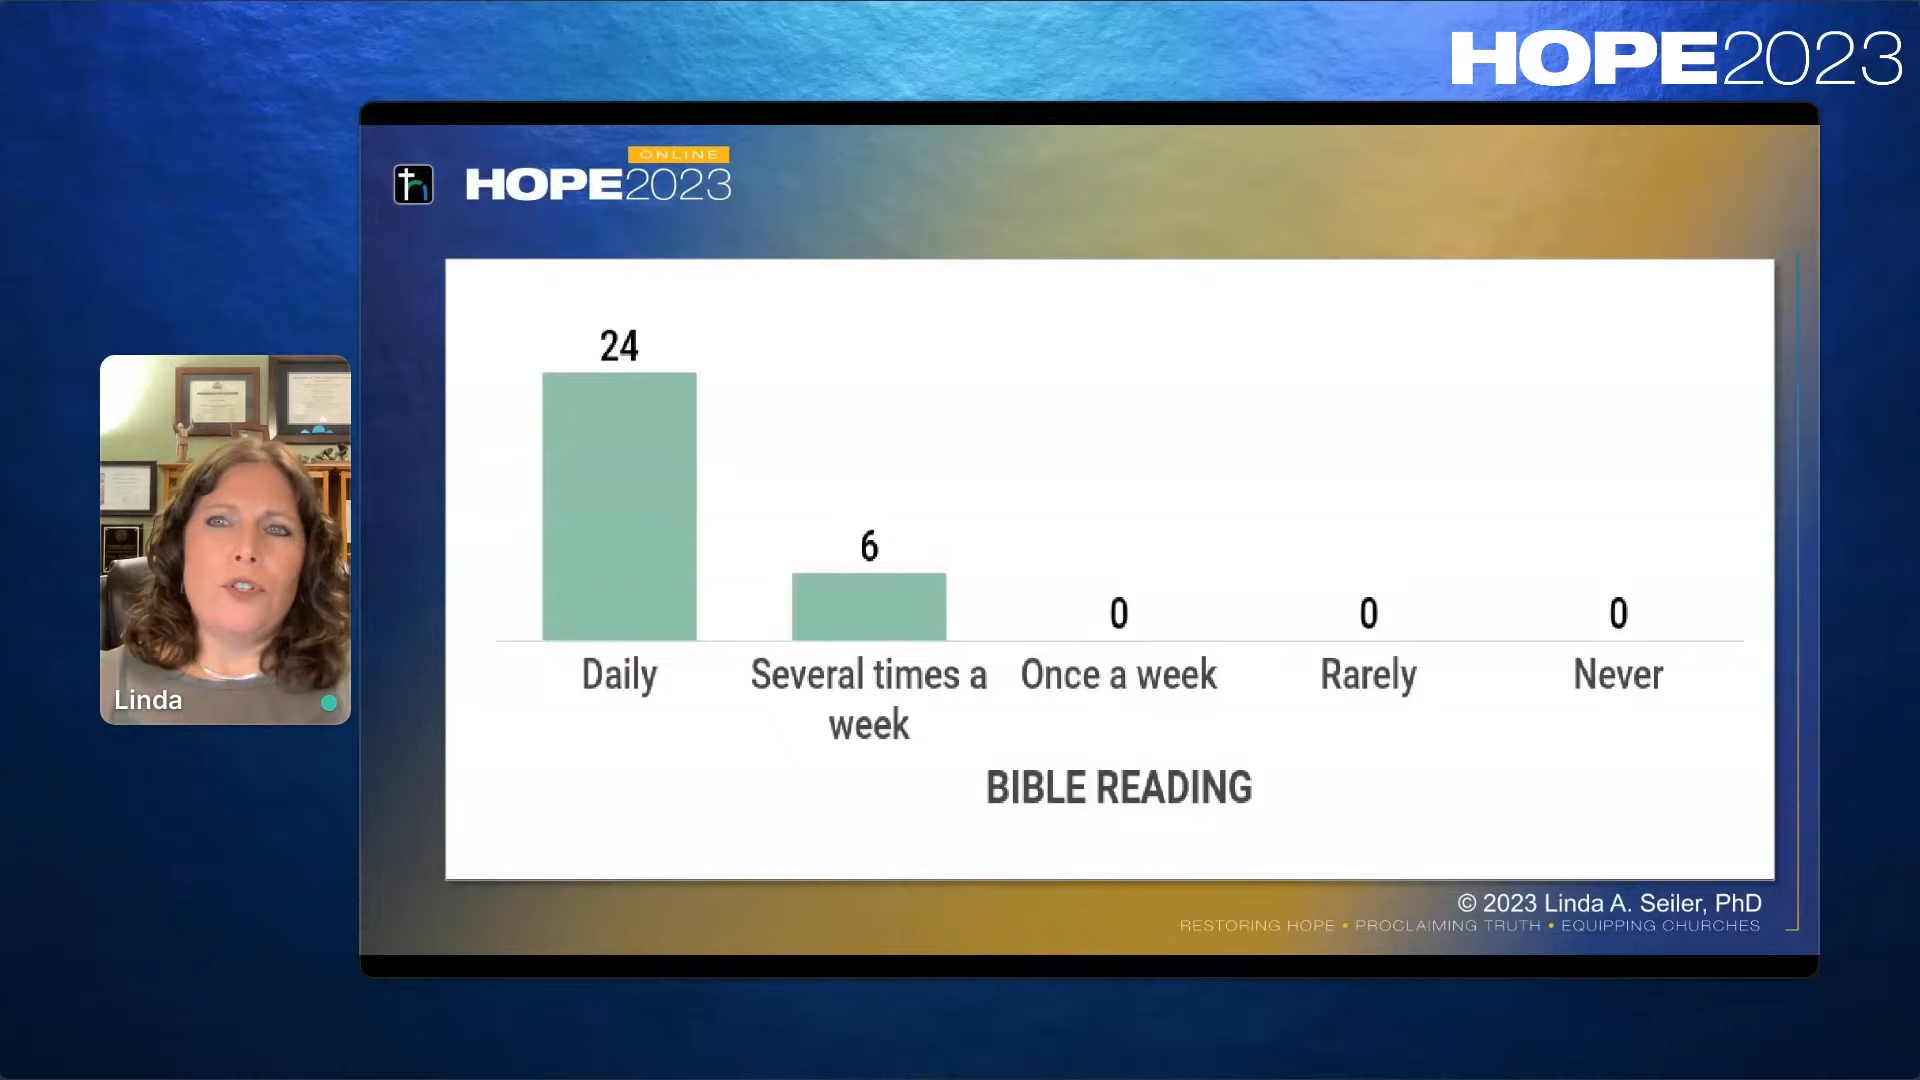 HOPE2023
ONLINE
HOPE2023
24
6
0
0
0
Daily
Several times a
week
Once a week
Rarely
Never
BIBLE READING
Linda
© 2023 Linda A. Seiler, PhD
RESTORING HOPE • PROCLAIMING TRUTH • EQUIPPING CHURCHES